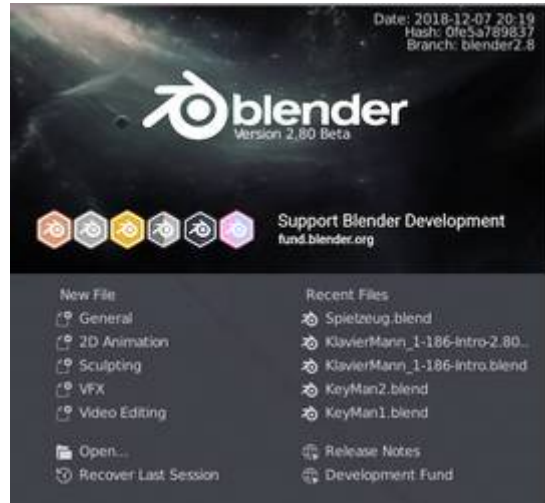 Date: 2018-12-07 20:19
Hash: 0fe5a789837
Branch: blender2.8
blender
Version 2.80 Beta
Support Blender Development
fund.blender.org
New File
General
2D Animation
Sculpting
VFX
Video Editing
Open...
Recover Last Session
Recent Files
Spielzeug.blend
KlavierMann_1-186-Intro-2.80...
KlavierMann_1-186-Intro.blend
KeyMan2.blend
KeyMan1.blend
Release Notes
Development Fund